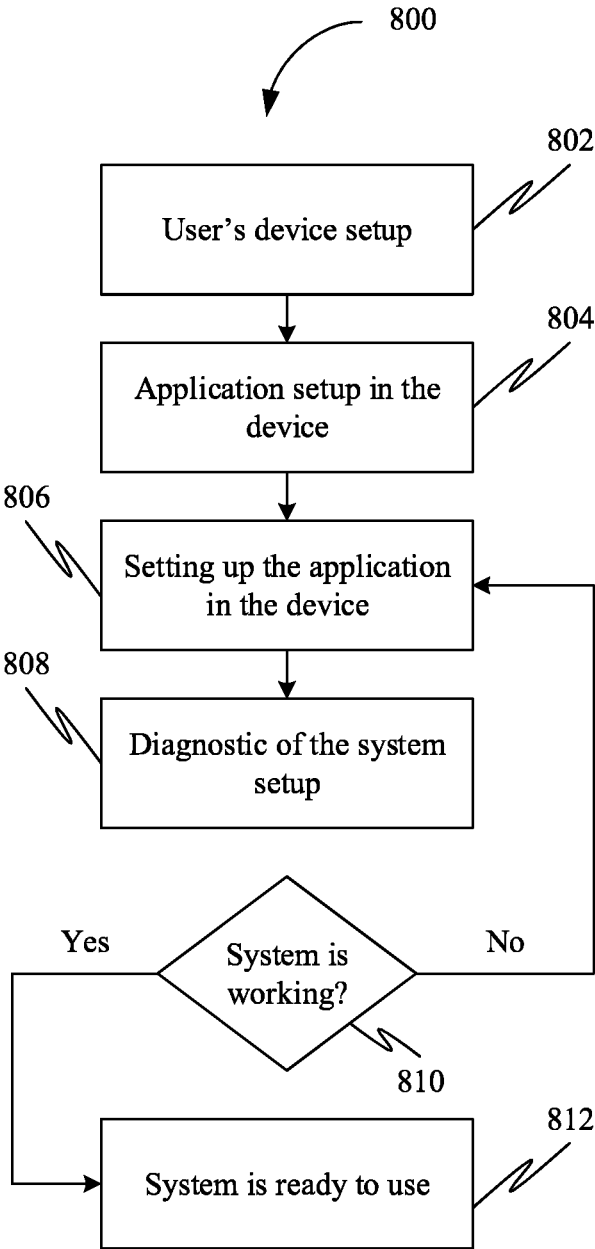 800
802
User's device setup
804
Application setup in the
device
806
Setting up the application
in the device
808
Diagnostic of the system
setup
Yes
No
System is
working?
810
812
System is ready to use